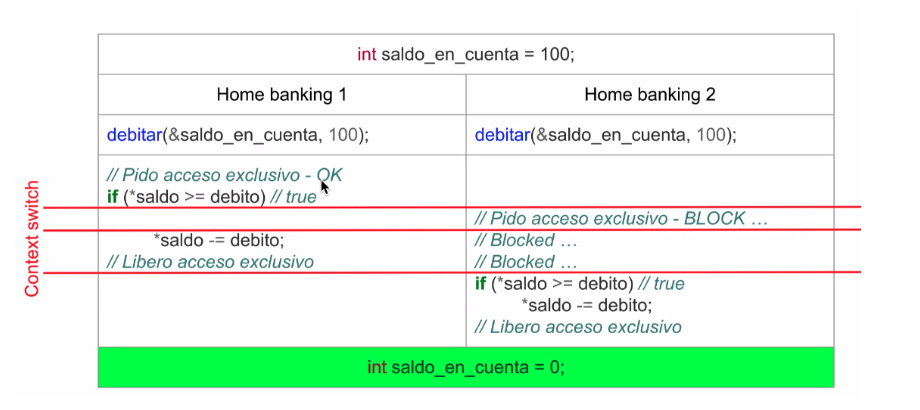 int saldo_en_cuenta = 100;
Home banking 1
Home banking 2
debitar(&saldo_en_cuenta, 100);
debitar(&saldo_en_cuenta, 100);
// Pido acceso exclusivo - OK
if (*saldo >= debito) // true
Context switch
// Pido acceso exclusivo - BLOCK ...
*saldo -= debito;
// Blocked ...
// Libero acceso exclusivo
// Blocked ...
if (*saldo >= debito) // true
*saldo -= debito;
// Libero acceso exclusivo
int saldo_en_cuenta = 0;